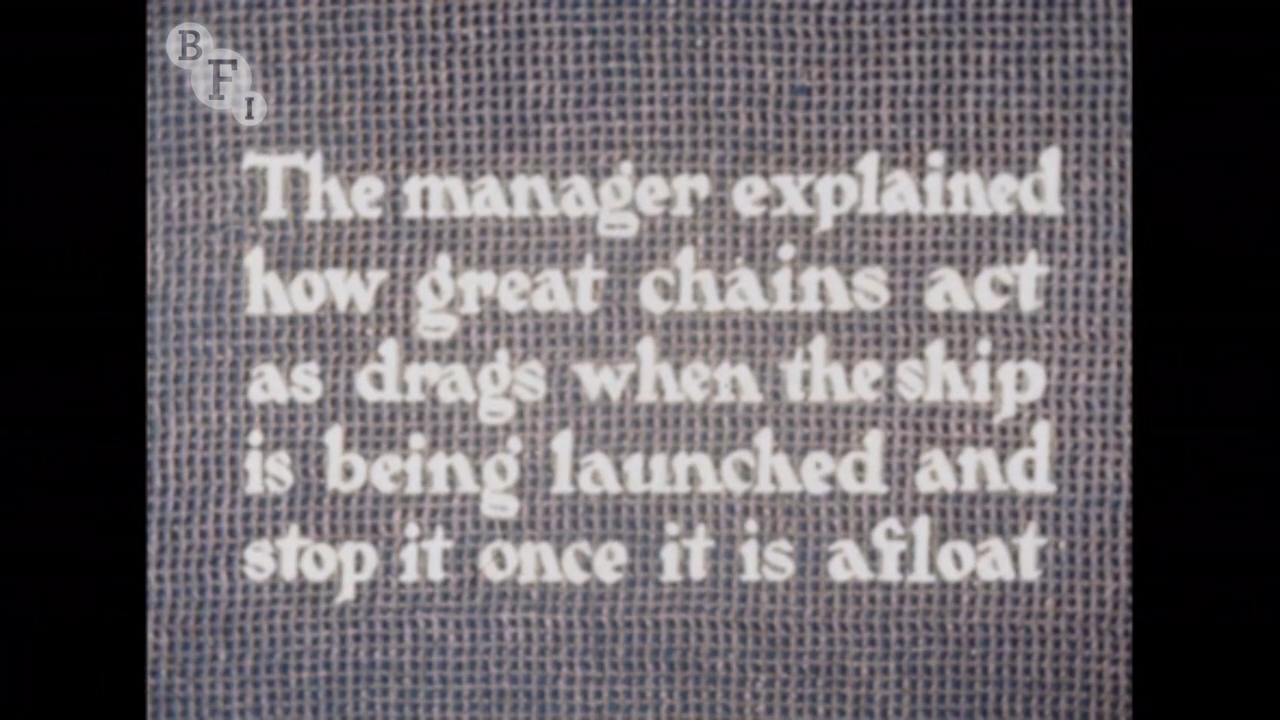 BFI
The manager explained
how great chains act
as drags when the ship
is being launched and
stop it once it is afloat